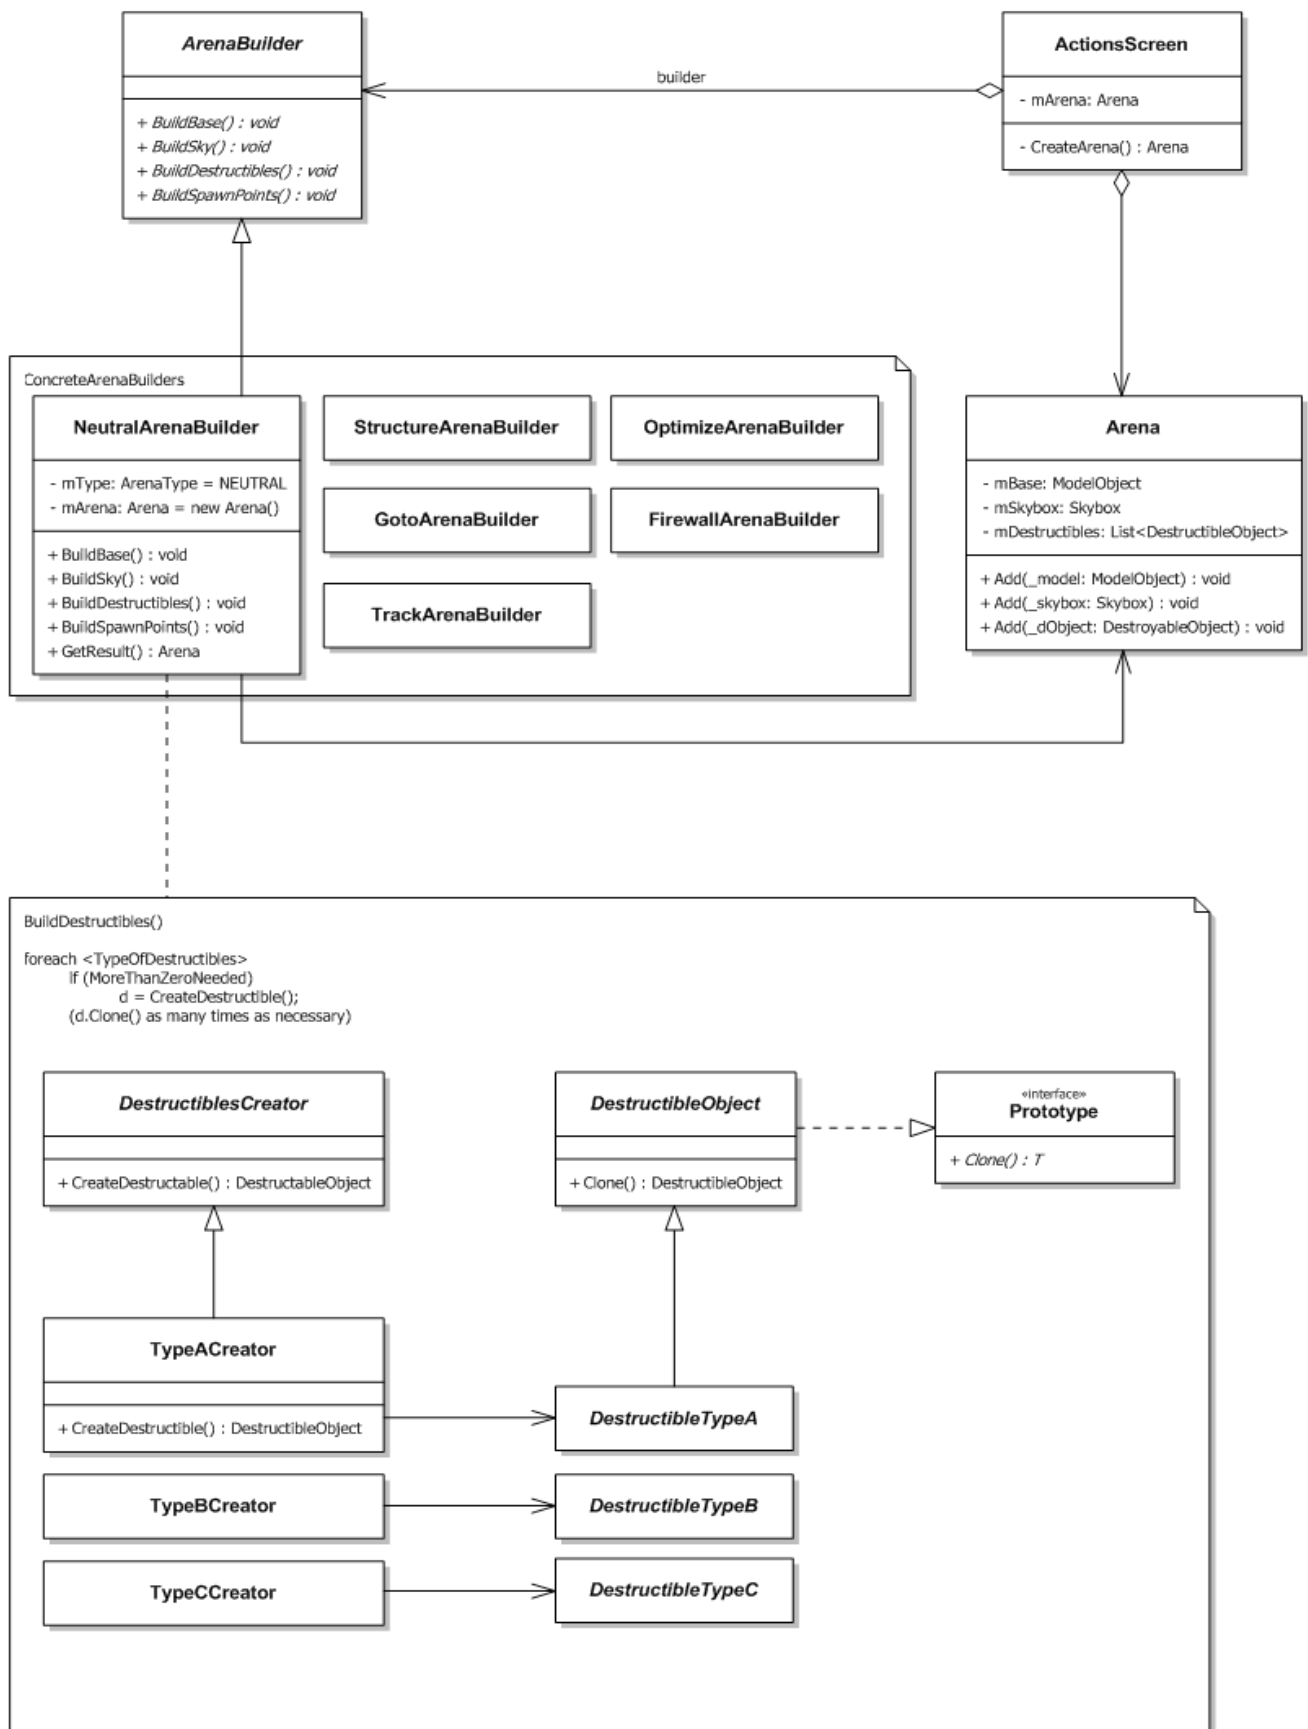 ArenaBuilder
+ BuildBase() : void
+ BuildSky() : void
+ BuildDestructibles() : void
+ BuildSpawnPoints() : void
builder
ActionsScreen
- mArena: Arena
- CreateArena() : Arena
ConcreteArenaBuilders
NeutralArenaBuilder
- mType: ArenaType = NEUTRAL
- mArena: Arena = new Arena()
+ BuildBase() : void
+ BuildSky() : void
+ BuildDestructibles() : void
+ BuildSpawnPoints() : void
+ GetResult() : Arena
StructureArenaBuilder
OptimizeArenaBuilder
GotoArenaBuilder
FirewallArenaBuilder
TrackArenaBuilder
Arena
- mBase: ModelObject
- mSkybox: Skybox
- mDestructibles: List<DestructibleObject>
+ Add(_model: ModelObject) : void
+ Add(_skybox: Skybox) : void
+ Add(_dObject: DestroyableObject) : void
BuildDestructibles()
foreach <TypeOfDestructibles>
if (MoreThanZeroNeeded)
d = CreateDestructible();
(d.Clone() as many times as necessary)
DestructiblesCreator
+ CreateDestructable() : DestructableObject
DestructibleObject
+ Clone() : DestructibleObject
«interface»
Prototype
+ Clone() : T
TypeACreator
+ CreateDestructible() : DestructibleObject
DestructibleTypeA
TypeBCreator
DestructibleTypeB
TypeCCreator
DestructibleTypeC